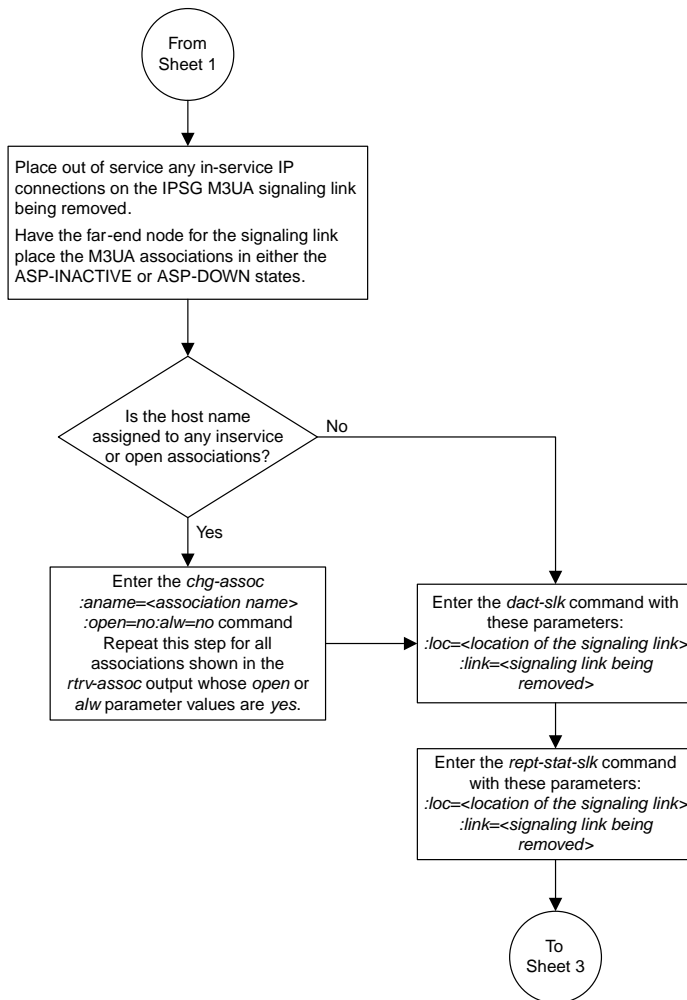 From
Sheet 1
Place out of service any in-service IP
connections on the IPSG M3UA signaling link
being removed.
Have the far-end node for the signaling link
place the M3UA associations in either the
ASP-INACTIVE or ASP-DOWN states.
Is the host name
assigned to any inservice
or open associations?
No
Yes
Enter the chg-assoc
:aname=<association name>
:open=no:alw=no command
Repeat this step for all
associations shown in the
rtrv-assoc output whose open or
alw parameter values are yes.
Enter the dact-slk command with
these parameters:
:loc=<location of the signaling link>
:link=<signaling link being
removed>
Enter the rept-stat-slk command
with these parameters:
:loc=<location of the signaling link>
:link=<signaling link being
removed>
To
Sheet 3